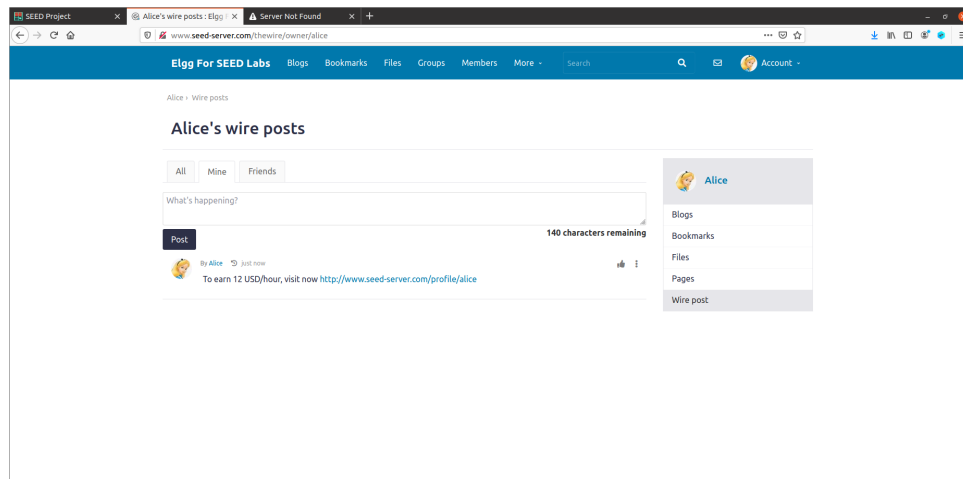 SEED Project
Alice's wire posts : Elgg
Server Not Found
www.seed-server.com/thewire/owner/alice
Elgg For SEED Labs Blogs Bookmarks Files Groups Members More Search Account
Alice › Wire posts
Alice's wire posts
All Mine Friends
What's happening?
140 characters remaining
Post
By Alice just now
To earn 12 USD/hour, visit now http://www.seed-server.com/profile/alice
Alice
Blogs
Bookmarks
Files
Pages
Wire post